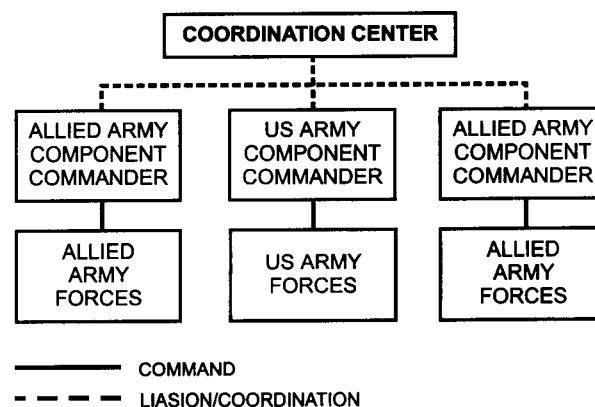 COORDINATION CENTER
ALLIED ARMY
COMPONENT
COMMANDER
US ARMY
COMPONENT
COMMANDER
ALLIED ARMY
COMPONENT
COMMANDER
ALLIED
ARMY
FORCES
US ARMY
FORCES
ALLIED
ARMY
FORCES
COMMAND
LIASION/COORDINATION